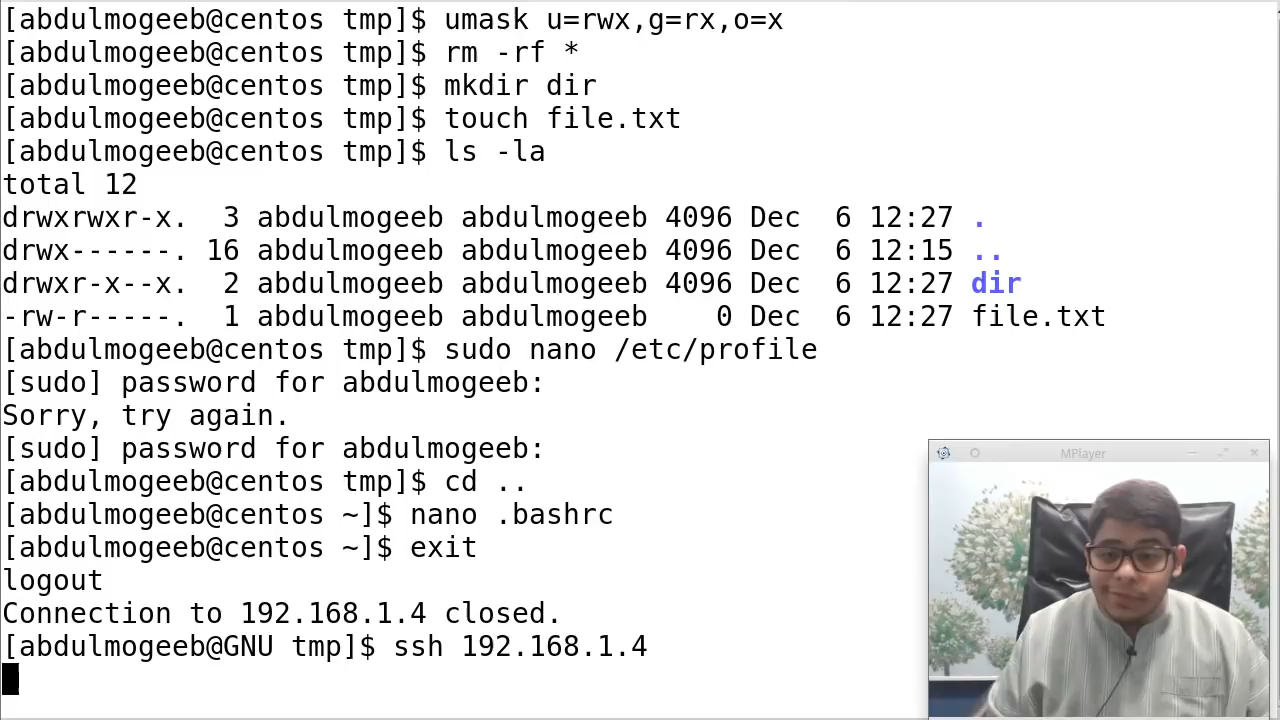 [abdulmogeeb@centos tmp]$ umask u=rwx,g=rx,o=x
[abdulmogeeb@centos tmp]$ rm -rf *
[abdulmogeeb@centos tmp]$ mkdir dir
[abdulmogeeb@centos tmp]$ touch file.txt
[abdulmogeeb@centos tmp]$ ls -la
total 12
drwxrwxr-x.  3 abdulmogeeb abdulmogeeb 4096 Dec  6 12:27 .
drwx------. 16 abdulmogeeb abdulmogeeb 4096 Dec  6 12:15 ..
drwxr-x--x.  2 abdulmogeeb abdulmogeeb 4096 Dec  6 12:27 dir
-rw-r-----.  1 abdulmogeeb abdulmogeeb    0 Dec  6 12:27 file.txt
[abdulmogeeb@centos tmp]$ sudo nano /etc/profile
[sudo] password for abdulmogeeb:
Sorry, try again.
[sudo] password for abdulmogeeb:
[abdulmogeeb@centos tmp]$ cd ..
[abdulmogeeb@centos ~]$ nano .bashrc
[abdulmogeeb@centos ~]$ exit
logout
Connection to 192.168.1.4 closed.
[abdulmogeeb@GNU tmp]$ ssh 192.168.1.4
MPlayer